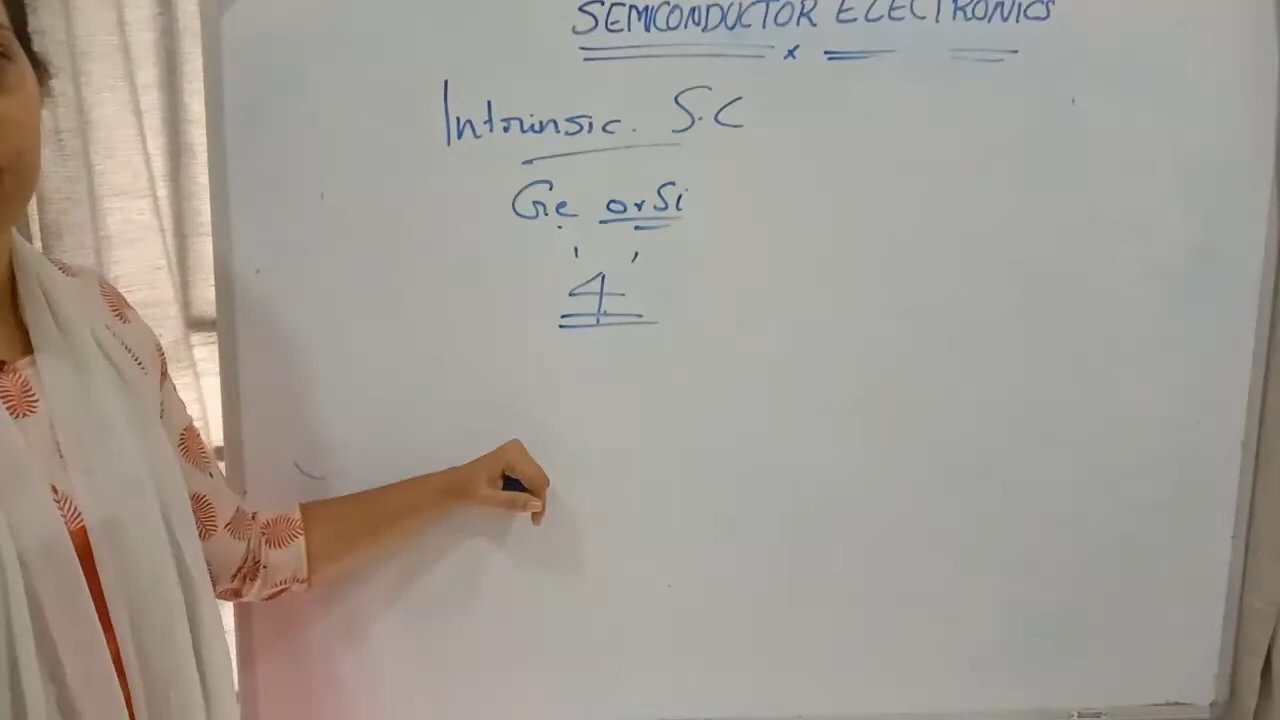 SEMICONDUCTOR ELECTRONICS
x
Intrinsic. S.C
Ge or Si
4